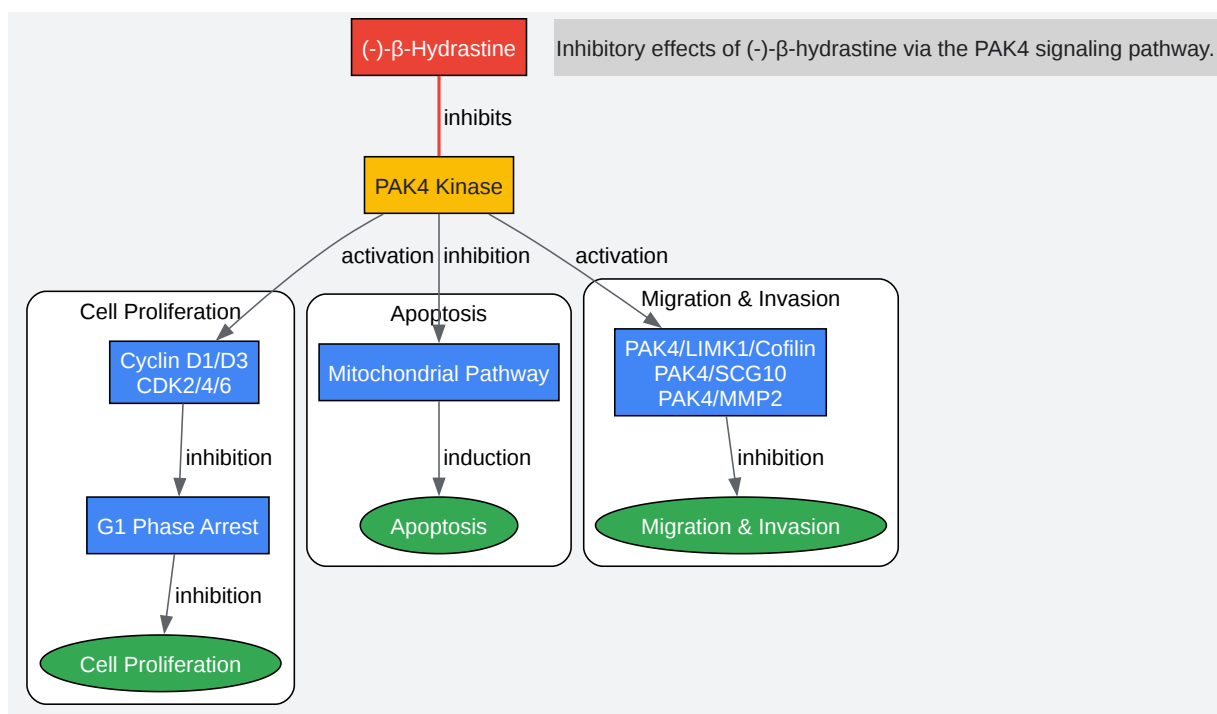 (-)-β-Hydrastine
Inhibitory effects of (-)-β-hydrastine via the PAK4 signaling pathway.
inhibits
PAK4 Kinase
activation
inhibition
activation
Cell Proliferation
Apoptosis
Migration & Invasion
Cyclin D1/D3
CDK2/4/6
Mitochondrial Pathway
PAK4/LIMK1/Cofilin
PAK4/SCG10
PAK4/MMP2
inhibition
induction
inhibition
G1 Phase Arrest
Apoptosis
Migration & Invasion
inhibition
Cell Proliferation